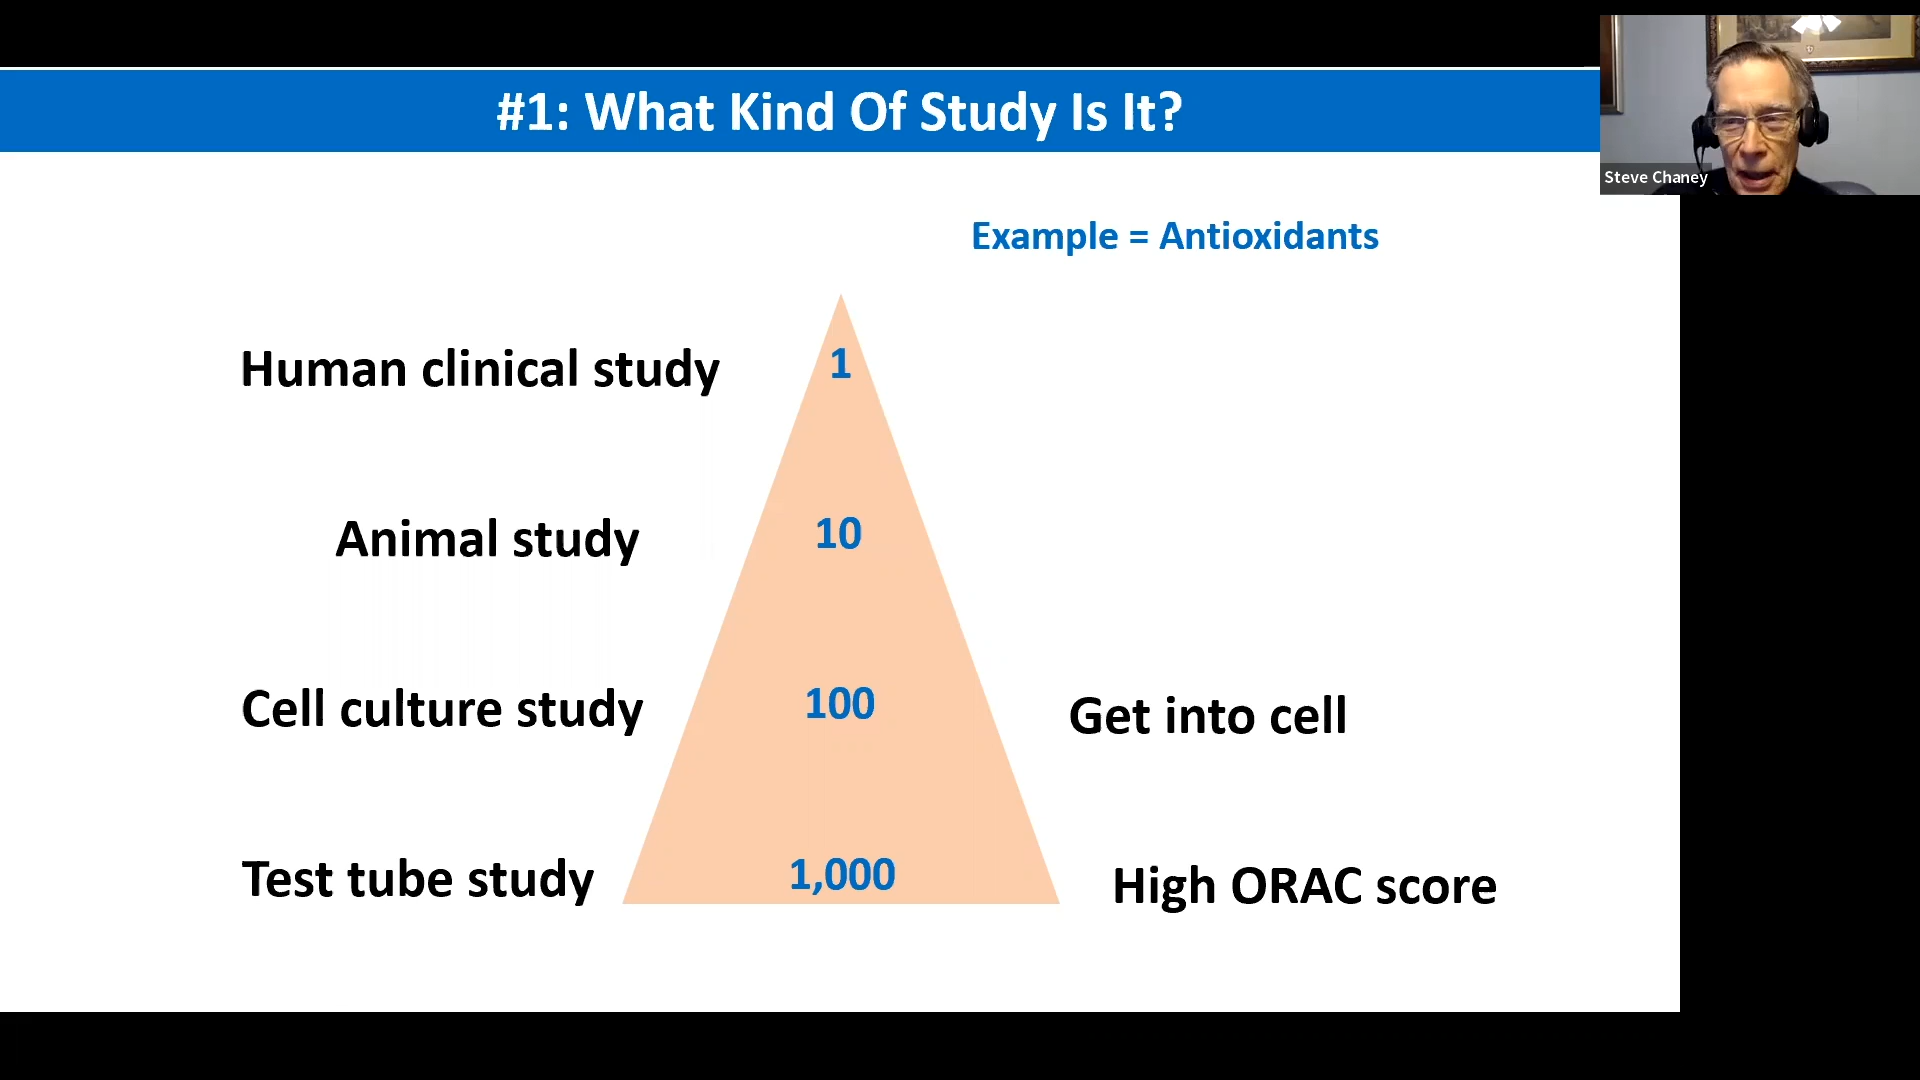 #1: What Kind Of Study Is It?
Steve Chaney
Example = Antioxidants
Human clinical study
1
Animal study
10
Cell culture study
100
Get into cell
Test tube study
1,000
High ORAC score